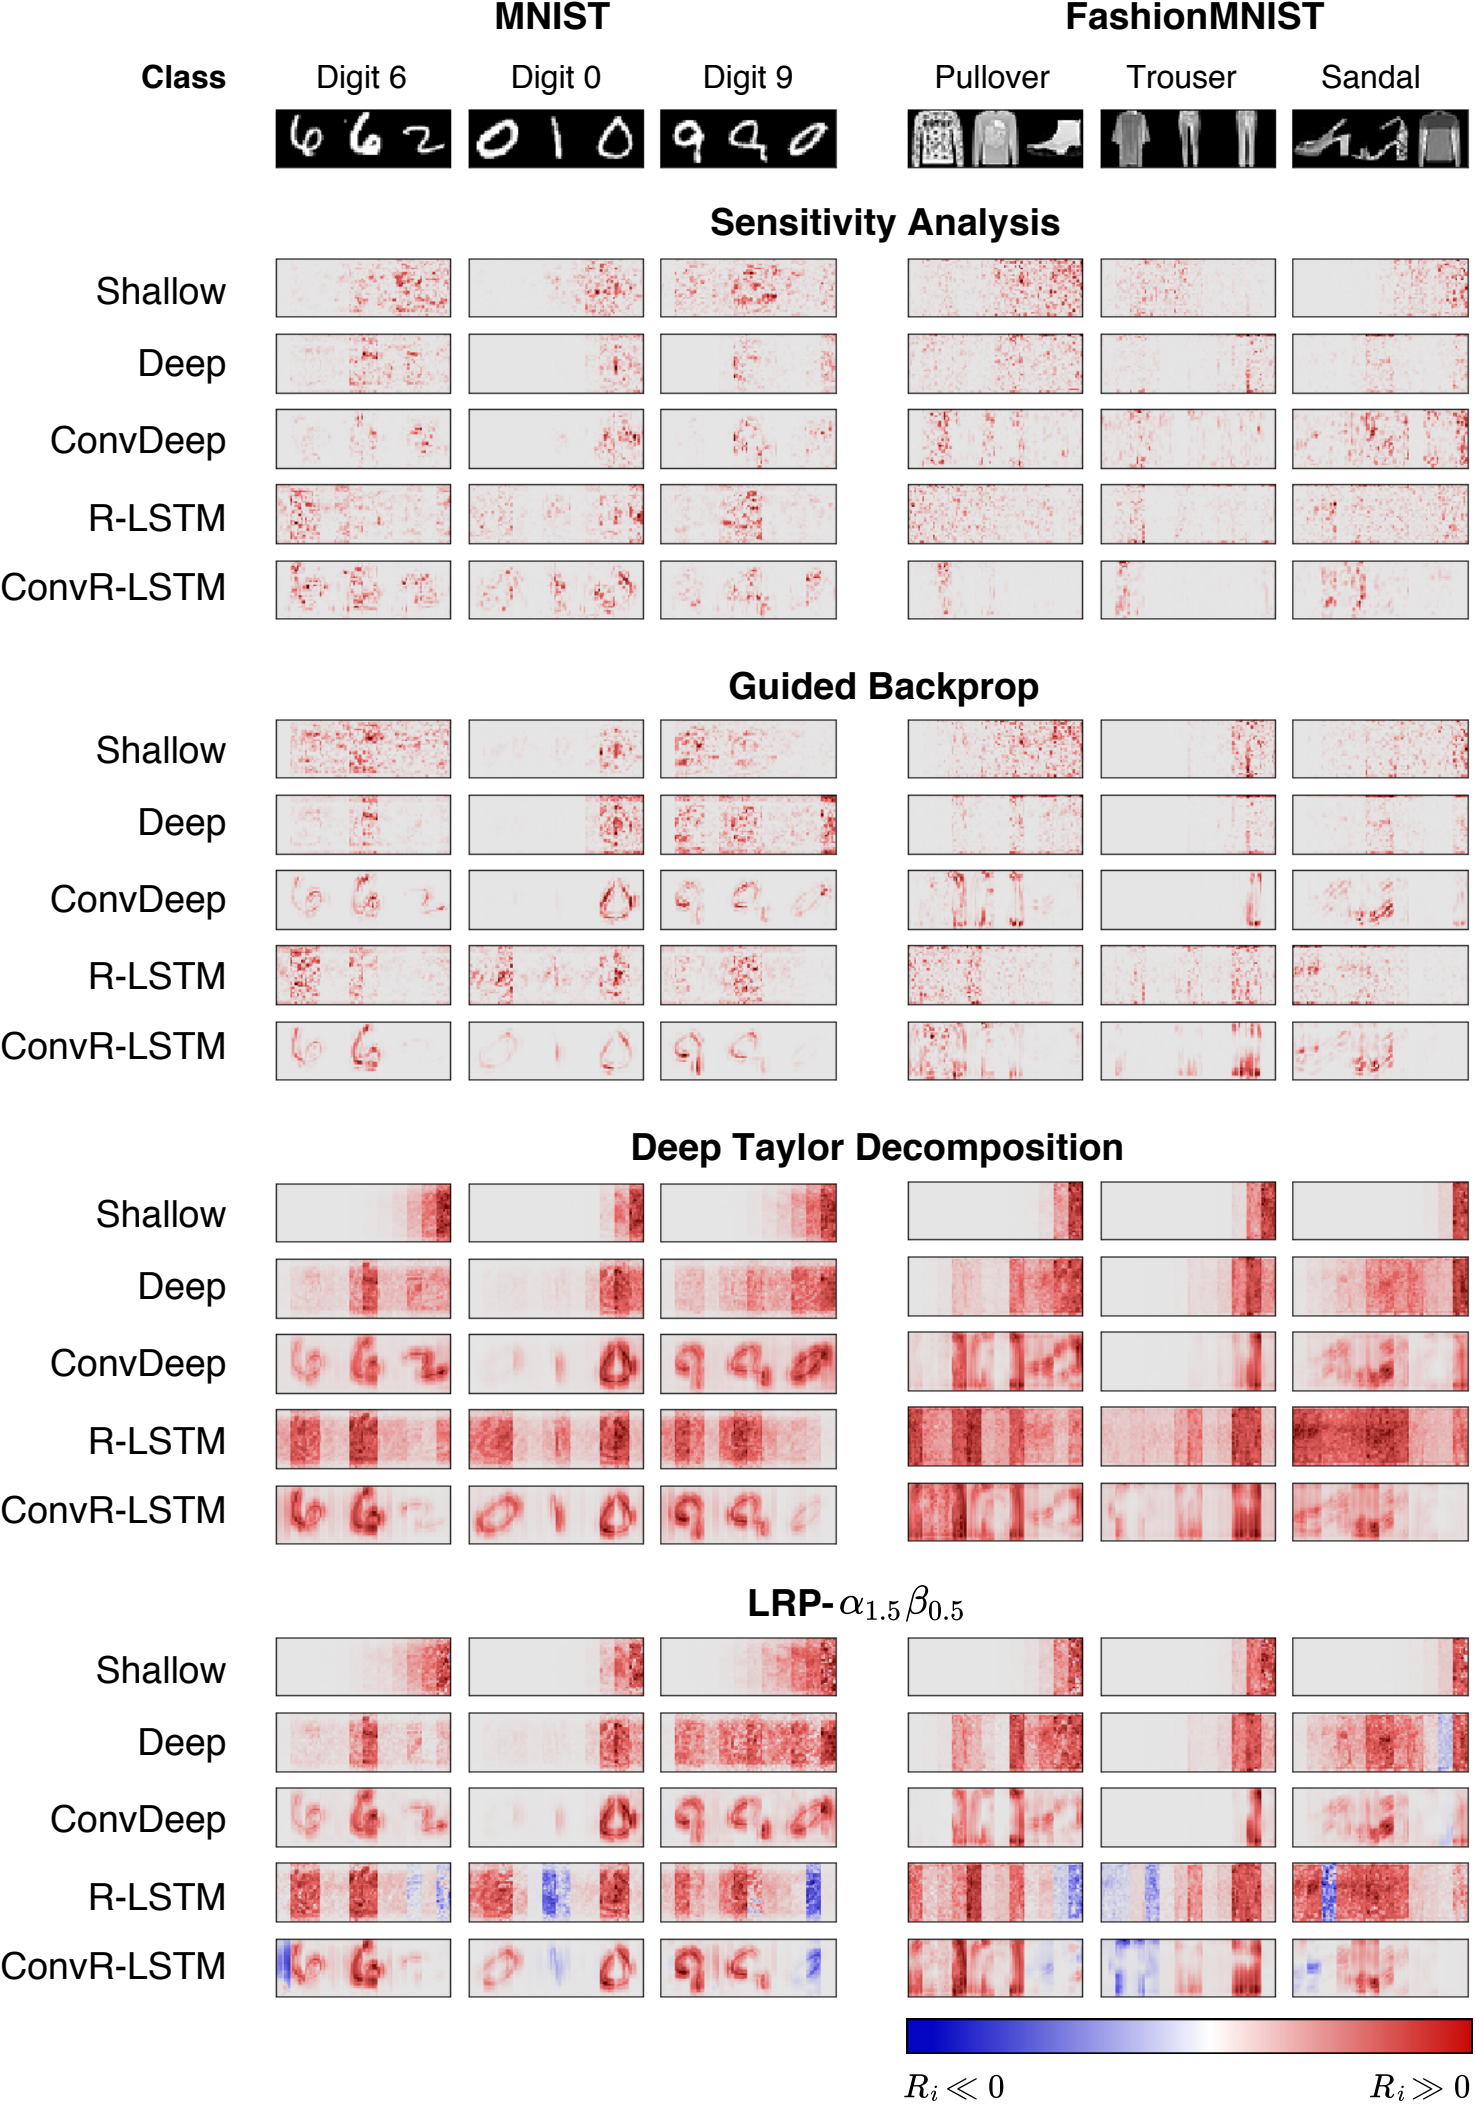 MNIST FashionMNIST
Class Digit 6 Digit 0 Digit 9 Pullover Trouser Sandal
Sensitivity Analysis
Shallow
Deep
ConvDeep
R-LSTM
ConvR-LSTM
Guided Backprop
Shallow
Deep
ConvDeep
R-LSTM
ConvR-LSTM
Deep Taylor Decomposition
Shallow
Deep
ConvDeep
R-LSTM
ConvR-LSTM
LRP-α1.5β0.5
Shallow
Deep
ConvDeep
R-LSTM
ConvR-LSTM
Ri ≪ 0 Ri ≫ 0